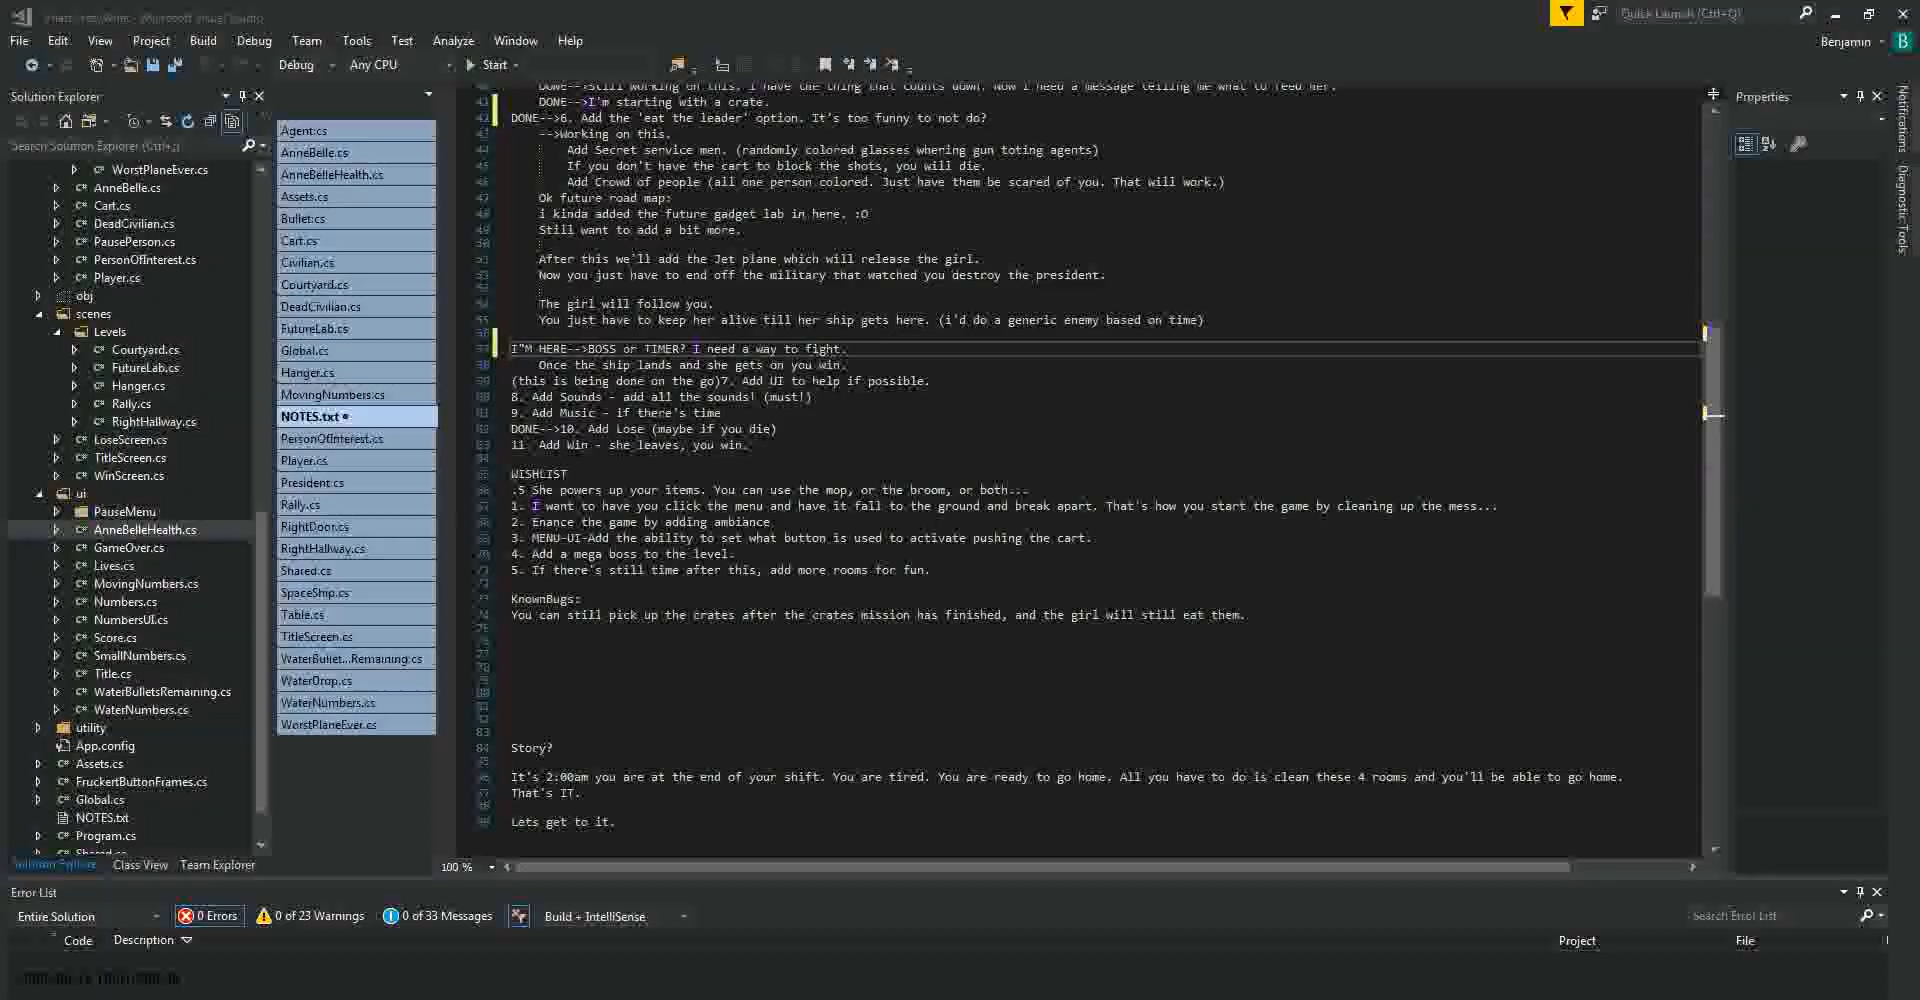 File Edit View Project Build Debug Team Tools Test Analyze Window Help
Quick Launch (Ctrl+Q)
Benjamin B
Debug Any CPU Start
Solution Explorer
Search Solution Explorer (Ctrl+;)
WorstPlaneEver.cs
AnneBelle.cs
Cart.cs
DeadCivilian.cs
PausePerson.cs
PersonOfInterest.cs
Player.cs
obj
scenes
Levels
Courtyard.cs
FutureLab.cs
Hanger.cs
Rally.cs
RightHallway.cs
LoseScreen.cs
TitleScreen.cs
WinScreen.cs
ui
PauseMenu
AnneBelleHealth.cs
GameOver.cs
Lives.cs
MovingNumbers.cs
Numbers.cs
NumbersUI.cs
Score.cs
SmallNumbers.cs
Title.cs
WaterBulletsRemaining.cs
WaterNumbers.cs
utility
App.config
Assets.cs
FruckertButtonFrames.cs
Global.cs
NOTES.txt
Program.cs
Shared.cs
Solution Explorer Class View Team Explorer
Agent.cs
AnneBelle.cs
AnneBelleHealth.cs
Assets.cs
Bullet.cs
Cart.cs
Civilian.cs
Courtyard.cs
DeadCivilian.cs
FutureLab.cs
Global.cs
Hanger.cs
MovingNumbers.cs
NOTES.txt
PersonOfInterest.cs
Player.cs
President.cs
Rally.cs
RightDoor.cs
RightHallway.cs
Shared.cs
SpaceShip.cs
Table.cs
TitleScreen.cs
WaterBullet...Remaining.cs
WaterDrop.cs
WaterNumbers.cs
WorstPlaneEver.cs
DONE-->Still working on this. I have the thing that counts down. Now i need a message telling me what to feed her.
DONE-->I'm starting with a crate.
DONE-->6. Add the 'eat the leader' option. It's too funny to not do?
-->Working on this.
Add Secret service men. (randomly colored glasses whering gun toting agents)
If you don't have the cart to block the shots, you will die.
Add Crowd of people (all one person colored. Just have them be scared of you. That will work.)
Ok future road map:
i kinda added the future gadget lab in here. :O
Still want to add a bit more.
After this we'll add the Jet plane which will release the girl.
Now you just have to end off the military that watched you destroy the president.
The girl will follow you.
You just have to keep her alive till her ship gets here. (i'd do a generic enemy based on time)
I"M HERE-->BOSS or TIMER? I need a way to fight.
Once the ship lands and she gets on you win.
(this is being done on the go)7. Add UI to help if possible.
8. Add Sounds - add all the sounds! (must!)
9. Add Music - if there's time
DONE-->10. Add Lose (maybe if you die)
11. Add Win - she leaves, you win.
WISHLIST
.5 She powers up your items. You can use the mop, or the broom, or both...
1. I want to have you click the menu and have it fall to the ground and break apart. That's how you start the game by cleaning up the mess...
2. Enance the game by adding ambiance
3. MENU-UI-Add the ability to set what button is used to activate pushing the cart.
4. Add a mega boss to the level.
5. If there's still time after this, add more rooms for fun.
KnownBugs:
You can still pick up the crates after the crates mission has finished, and the girl will still eat them.
Story?
It's 2:00am you are at the end of your shift. You are tired. You are ready to go home. All you have to do is clean these 4 rooms and you'll be able to go home.
That's IT.
Lets get to it.
100 %
Properties
Notifications
Diagnostic Tools
Error List
Entire Solution 0 Errors 0 of 23 Warnings 0 of 33 Messages Build + IntelliSense Search Error List
Code Description Project File